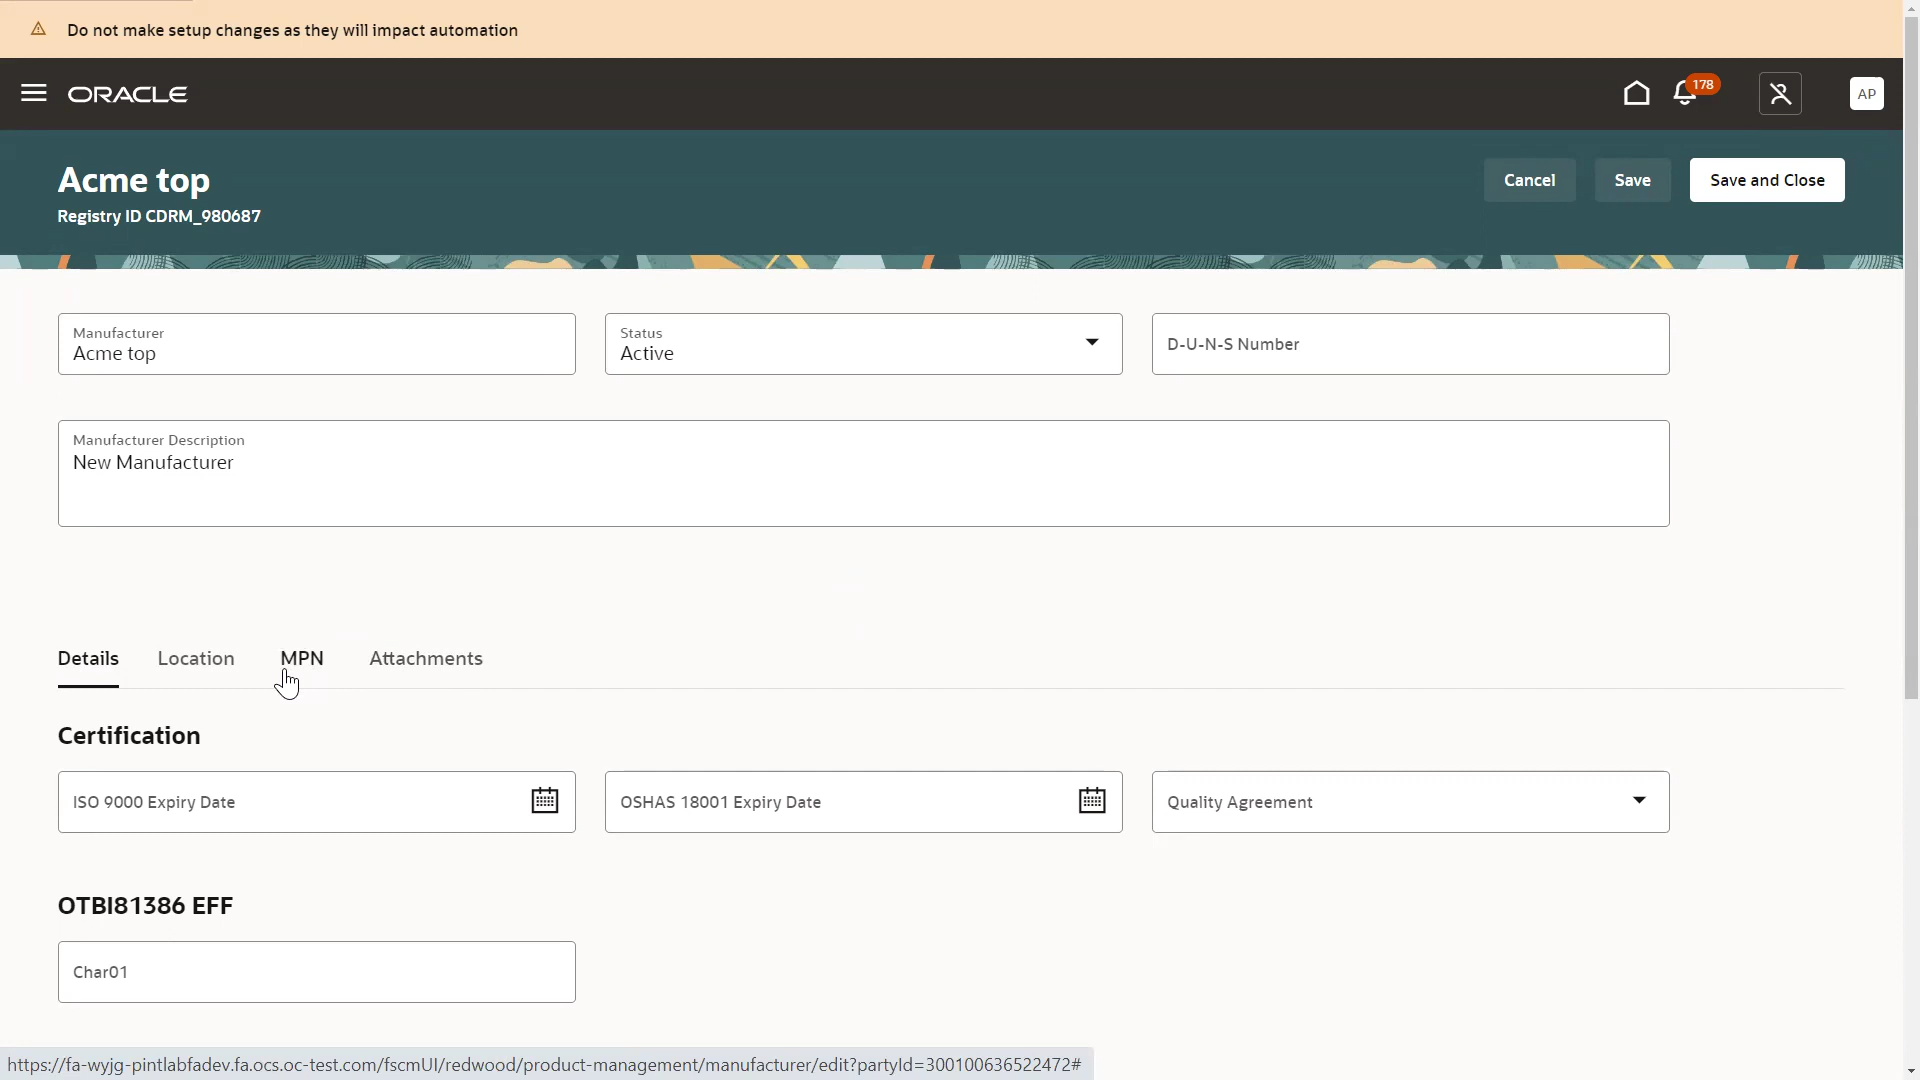 Do not make setup changes as they will impact automation
ORACLE
178
AP
Acme top
Registry ID CDRM_980687
Cancel
Save
Save and Close
Manufacturer
Acme top
Status
Active
D-U-N-S Number
Manufacturer Description
New Manufacturer
Details
Location
MPN
Attachments
Certification
ISO 9000 Expiry Date
OSHAS 18001 Expiry Date
Quality Agreement
OTBI81386 EFF
Char01
https://fa-wyjg-pintlabfadev.fa.ocs.oc-test.com/fscmUI/redwood/product-management/manufacturer/edit?partyId=300100636522472#